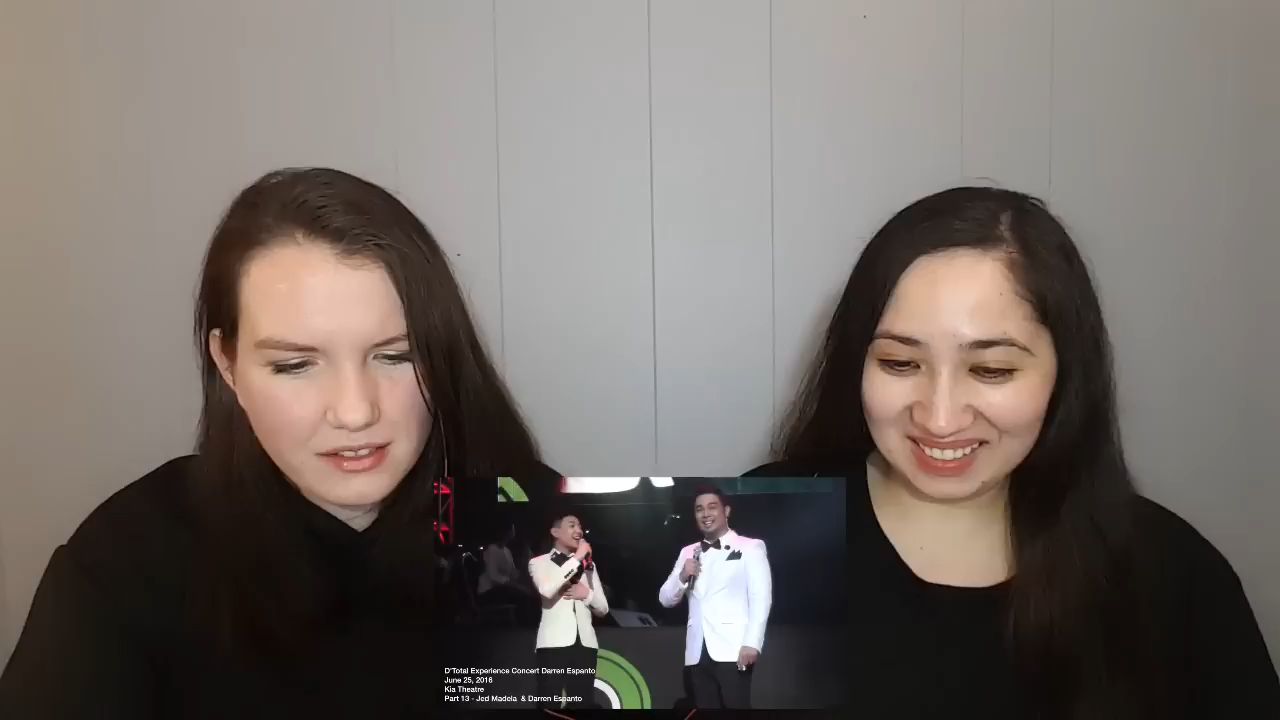 D'Total Experience Concert Darren Espanto
June 25, 2016
Kia Theatre
Part 13 - Jed Madela & Darren Espanto